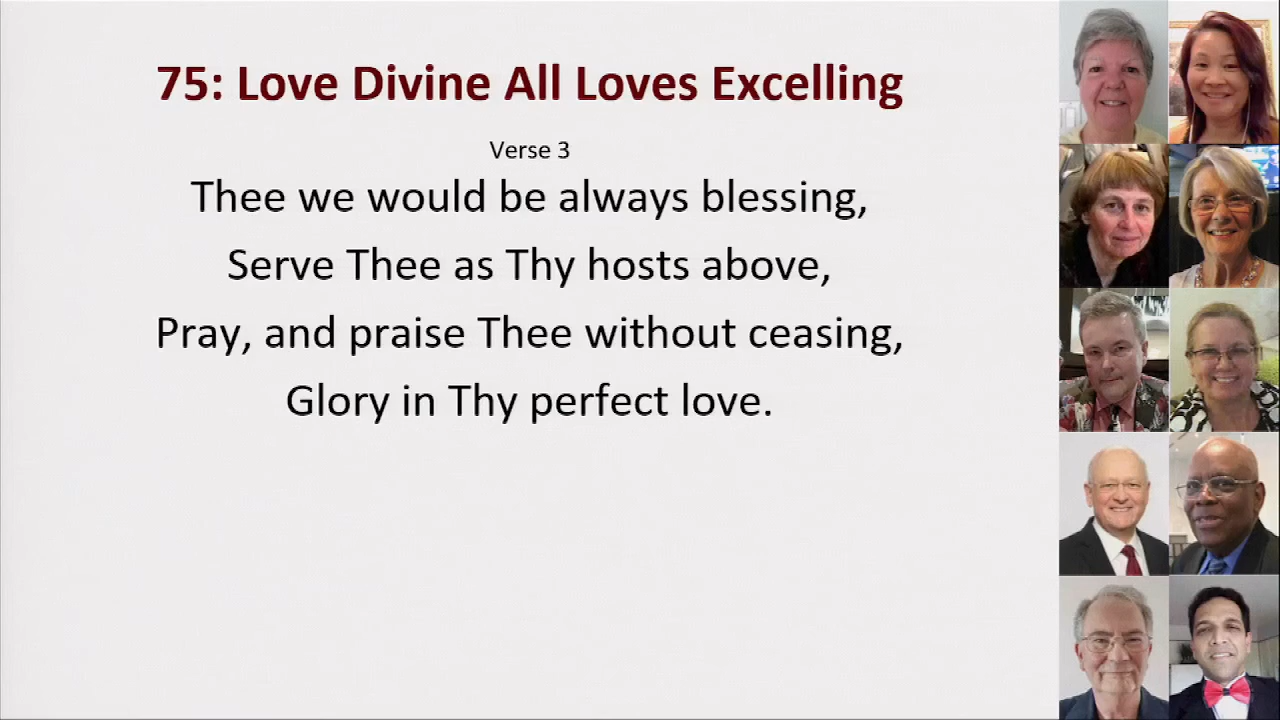 75: Love Divine All Loves Excelling
Verse 3
Thee we would be always blessing,
Serve Thee as Thy hosts above,
Pray, and praise Thee without ceasing,
Glory in Thy perfect love.